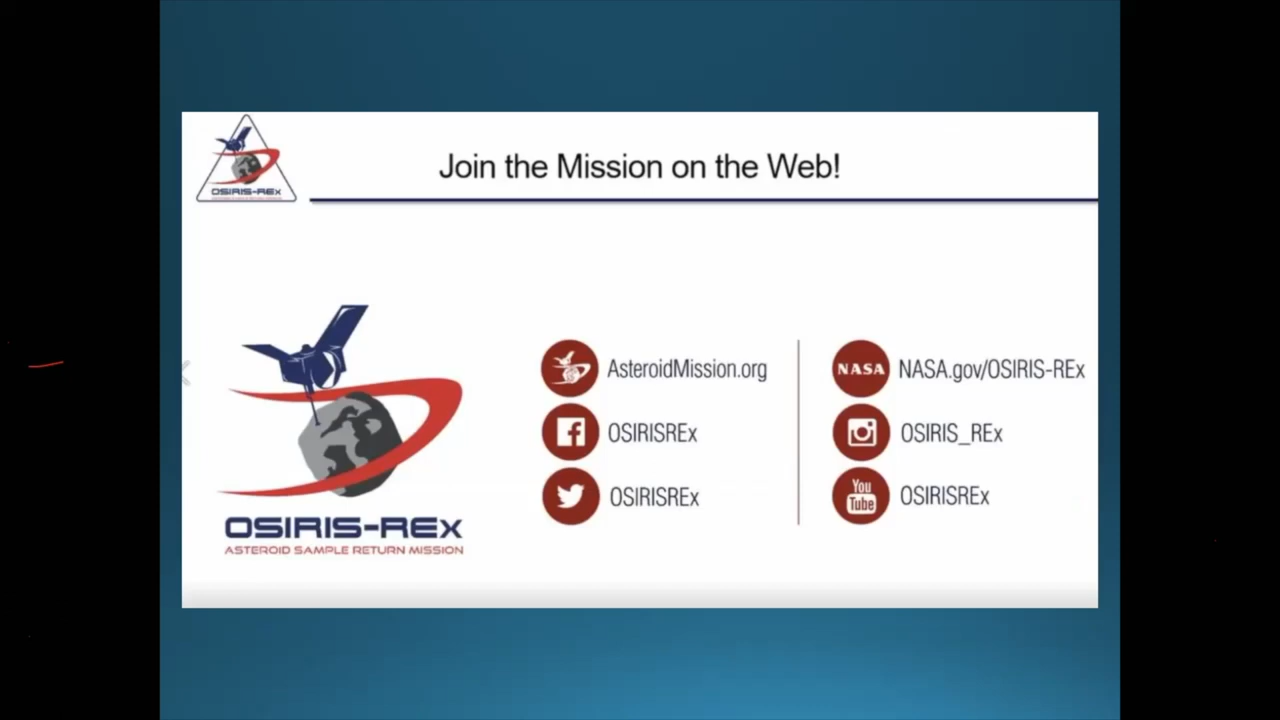 OSIRIS-REx
Join the Mission on the Web!
OSIRIS-REx
ASTEROID SAMPLE RETURN MISSION
AsteroidMission.org
OSIRISREx
OSIRISREx
NASA
NASA.gov/OSIRIS-REx
OSIRIS_REx
You
Tube
OSIRISREx